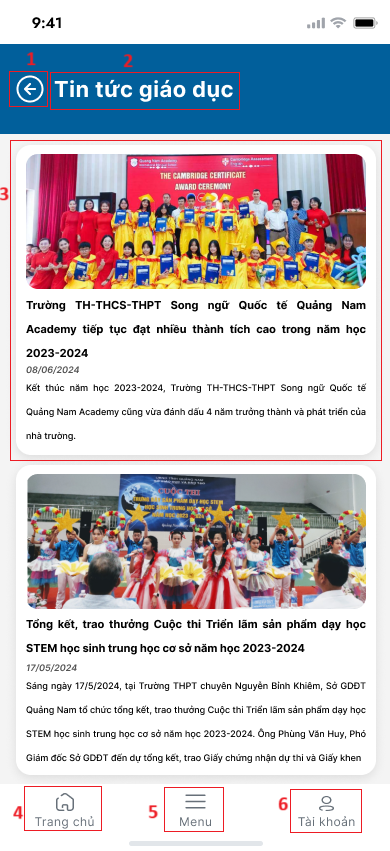 9:41
1
2
Tin tức giáo dục
3
Quảng Nam Academy
Cambridge Assessment
THE CAMBRIDGE CERTIFICATE
AWARD CEREMONY
Trường TH-THCS-THPT Song ngữ Quốc tế Quảng Nam
Academy tiếp tục đạt nhiều thành tích cao trong năm học
2023-2024
08/06/2024
Kết thúc năm học 2023-2024, Trường TH-THCS-THPT Song ngữ Quốc tế
Quảng Nam Academy cũng vừa đánh dấu 4 năm trưởng thành và phát triển của
nhà trường.
Tổng kết, trao thưởng Cuộc thi Triển lãm sản phẩm dạy học
STEM học sinh trung học cơ sở năm học 2023-2024
17/05/2024
Sáng ngày 17/5/2024, tại Trường THPT chuyên Nguyễn Bỉnh Khiêm, Sở GDĐT
Quảng Nam tổ chức tổng kết, trao thưởng Cuộc thi Triển lãm sản phẩm dạy học
STEM học sinh trung học cơ sở năm học 2023-2024. Ông Phùng Văn Huy, Phó
Giám đốc Sở GDĐT đến dự tổng kết, trao Giấy chứng nhận dự thi và Giấy khen
4
Trang chủ
5
Menu
6
Tài khoản